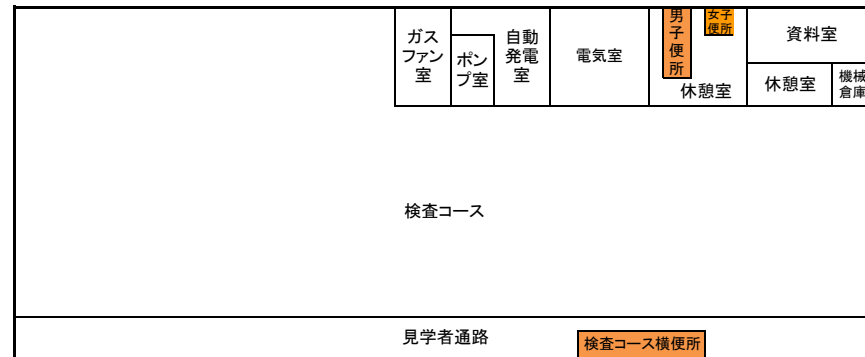 ガス
ファン
室
ポン
プ室
自動
発電
室
電気室
男
子
便
所
女子
便所
休憩室
資料室
休憩室
機械
倉庫
検査コース
見学者通路
検査コース横便所